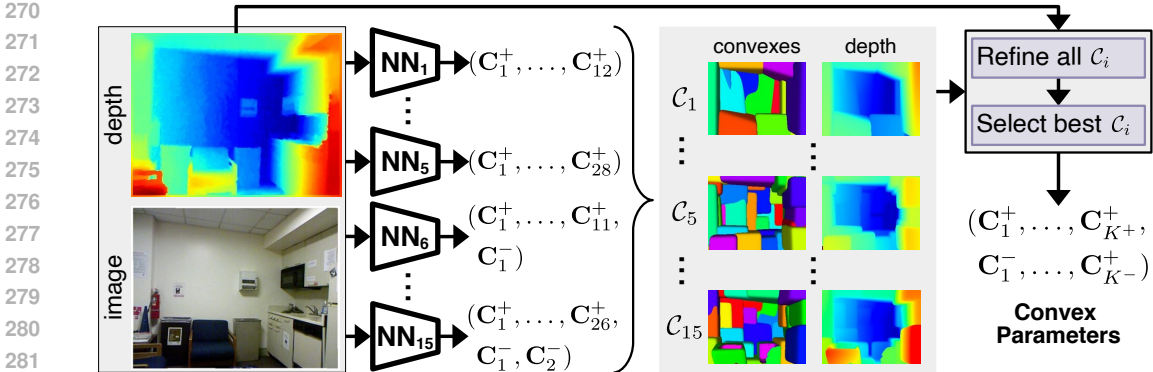 270
271
272
273
274
275
276
277
278
279
280
281
depth
image
NN₁
(C₁⁺, . . . , C₁₂⁺)
⋮
NN₅
(C₁⁺, . . . , C₂₈⁺)
NN₆
(C₁⁺, . . . , C₁₁⁺,
C₁⁻)
⋮
NN₁₅
(C₁⁺, . . . , C₂₆⁺,
C₁⁻, C₂⁻)
convexes depth
𝒞₁
⋮ ⋮
𝒞₅
⋮ ⋮
𝒞₁₅
Refine all 𝒞ᵢ
Select best 𝒞ᵢ
(C₁⁺, . . . , C_{K⁺}⁺,
C₁⁻, . . . , C_{K⁻}⁺)
Convex
Parameters